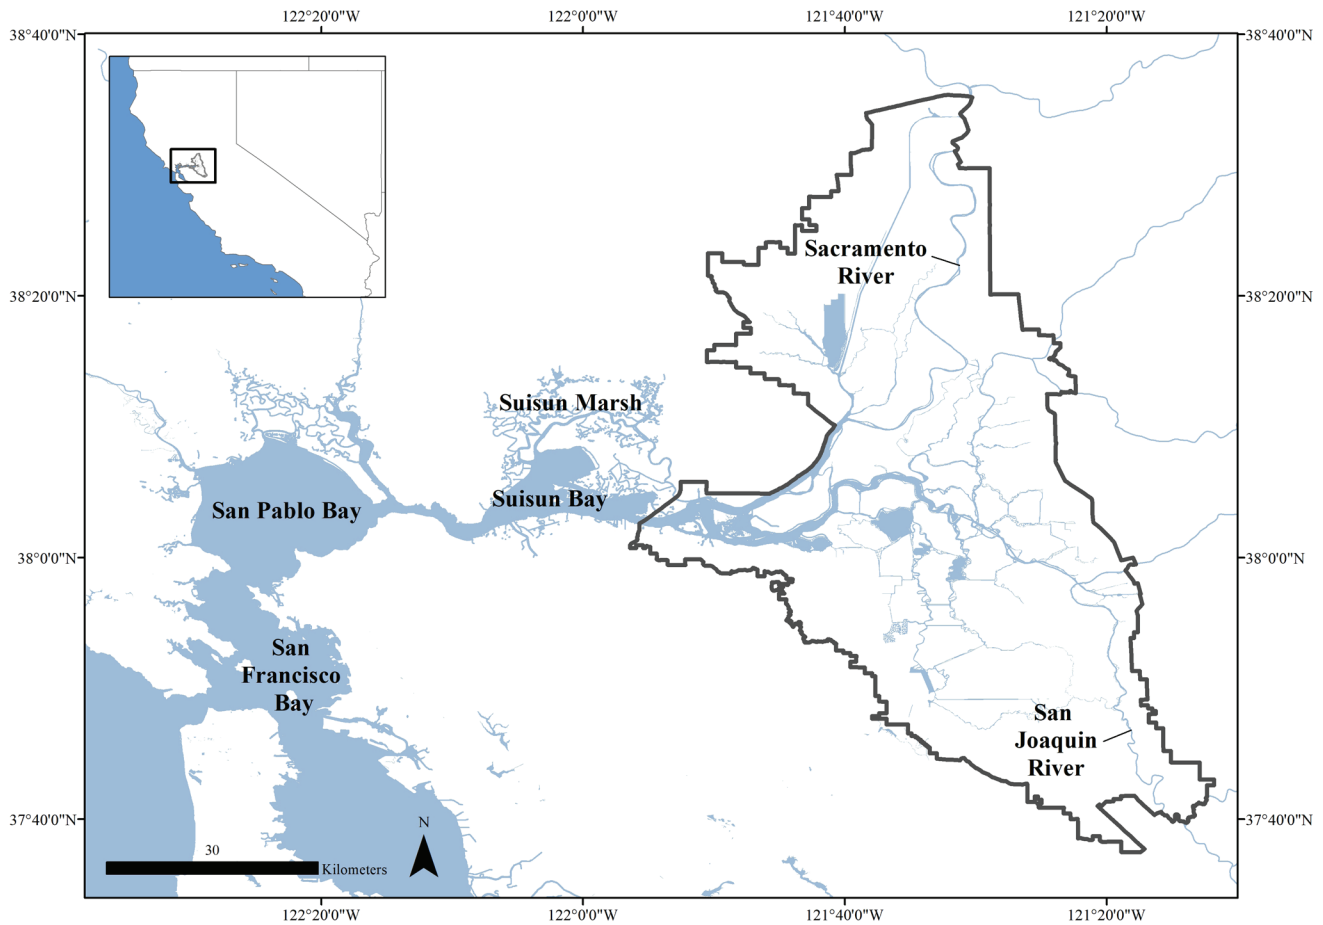 122°20'0"W
122°0'0"W
121°40'0"W
121°20'0"W
38°40'0"N
38°40'0"N
Sacramento
River
38°20'0"N
38°20'0"N
Suisun Marsh
Suisun Bay
San Pablo Bay
38°0'0"N
38°0'0"N
San
Francisco
Bay
San
Joaquin
River
37°40'0"N
37°40'0"N
N
30
Kilometers
122°20'0"W
122°0'0"W
121°40'0"W
121°20'0"W